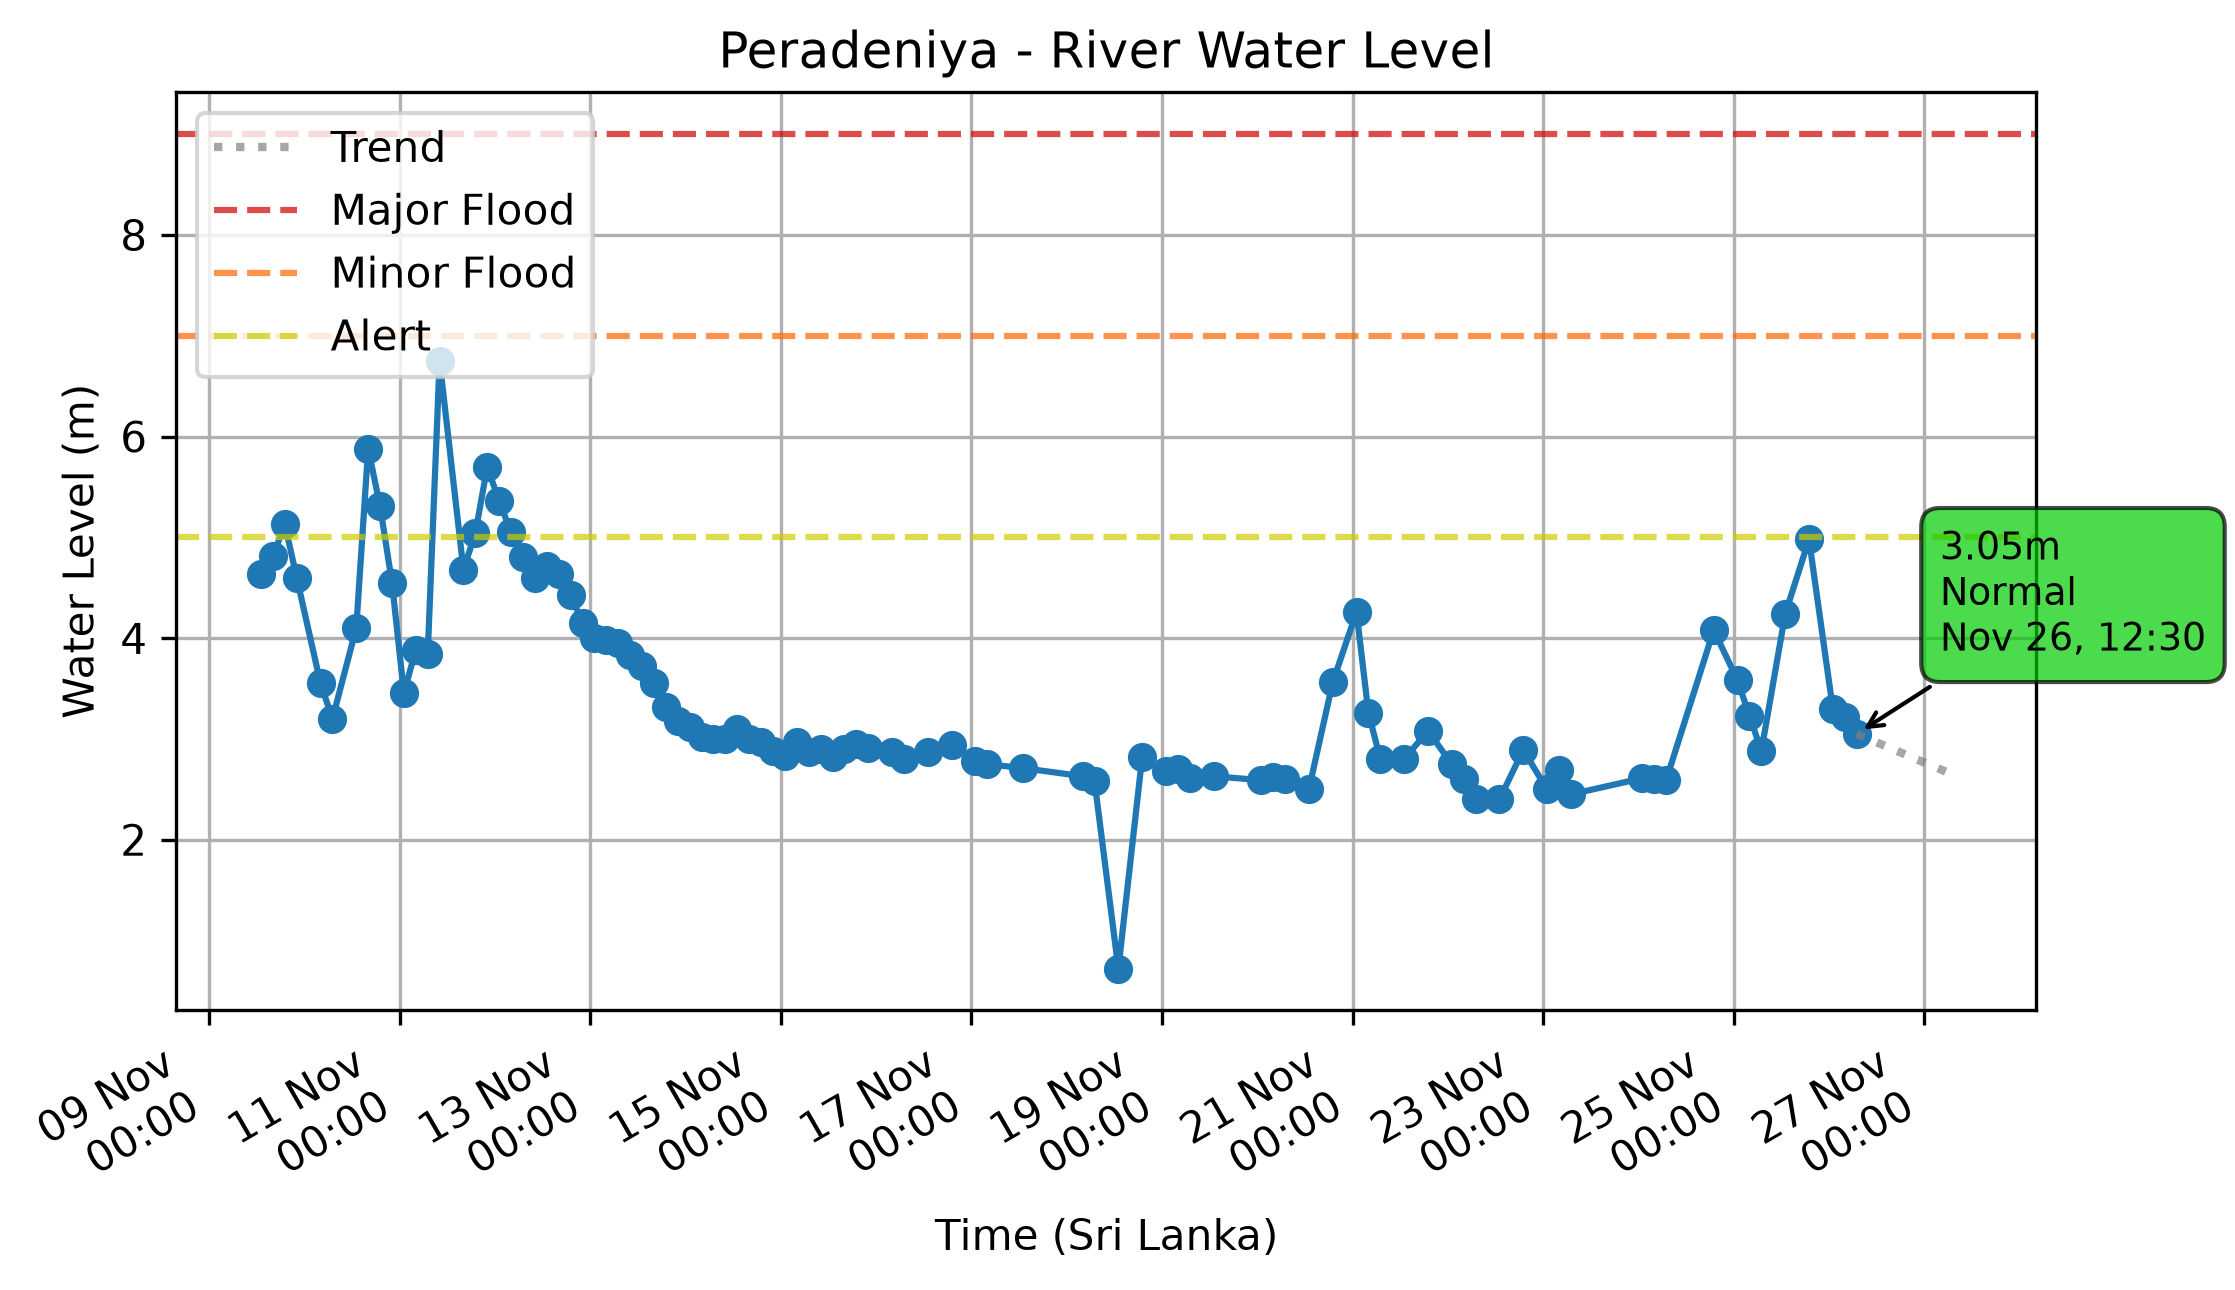 Peradeniya - River Water Level
Trend
Major Flood
Minor Flood
Alert
8
6
4
2
Water Level (m)
3.05m
Normal
Nov 26, 12:30
09 Nov
00:00
11 Nov
00:00
13 Nov
00:00
15 Nov
00:00
17 Nov
00:00
19 Nov
00:00
21 Nov
00:00
23 Nov
00:00
25 Nov
00:00
27 Nov
00:00
Time (Sri Lanka)